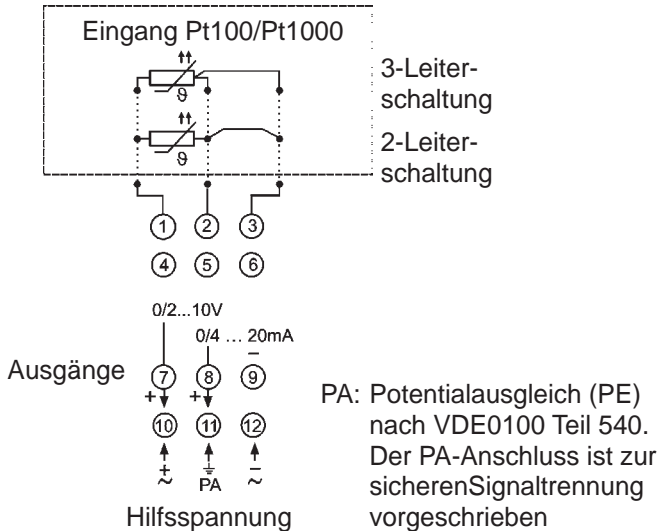 Eingang Pt100/Pt1000
ϑ
3-Leiter-
schaltung
ϑ
2-Leiter-
schaltung
1 2 3
4 5 6
0/2...10V
0/4 ... 20mA
Ausgänge
7 8 9 −
+ +
10 11 12
+ −
~ PA ~
Hilfsspannung
PA: Potentialausgleich (PE)
nach VDE0100 Teil 540.
Der PA-Anschluss ist zur
sicherenSignaltrennung
vorgeschrieben